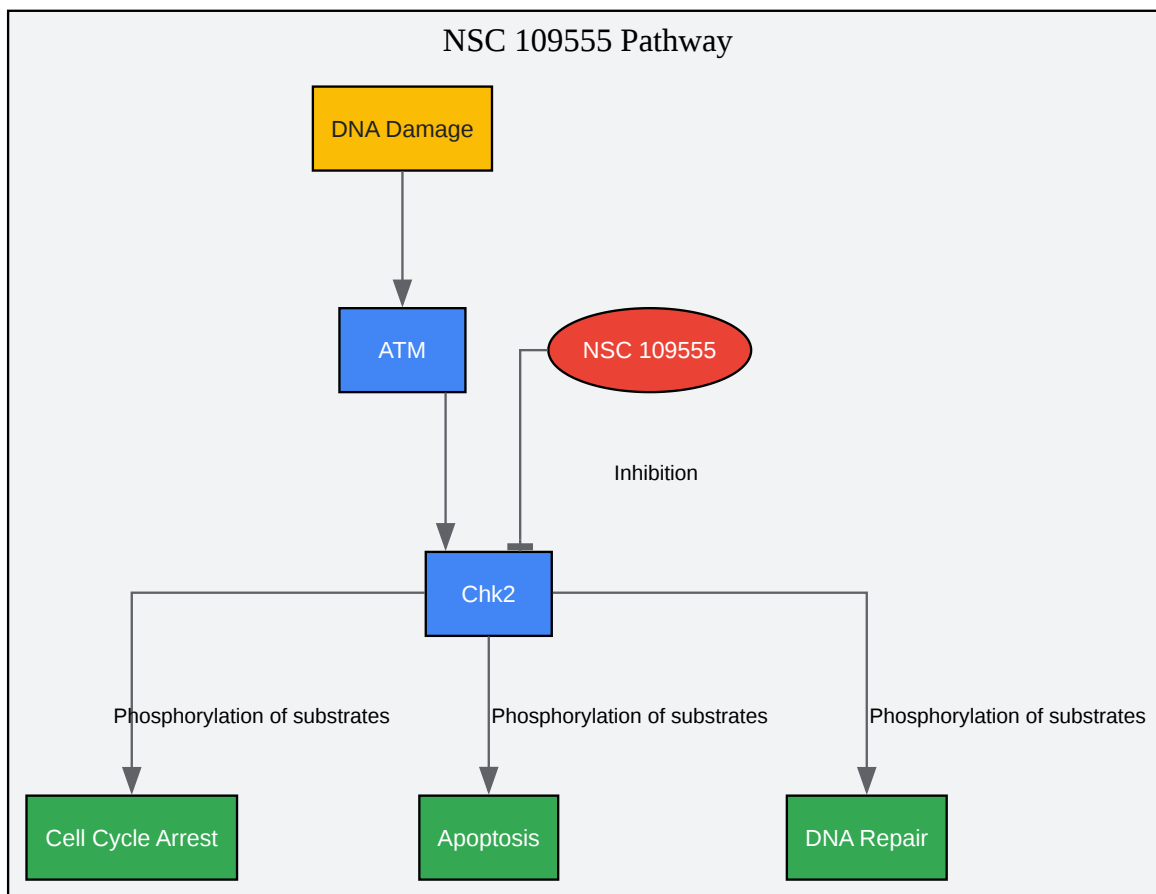 NSC 109555 Pathway
DNA Damage
ATM
NSC 109555
Inhibition
Chk2
Phosphorylation of substrates
Phosphorylation of substrates
Phosphorylation of substrates
Cell Cycle Arrest
Apoptosis
DNA Repair